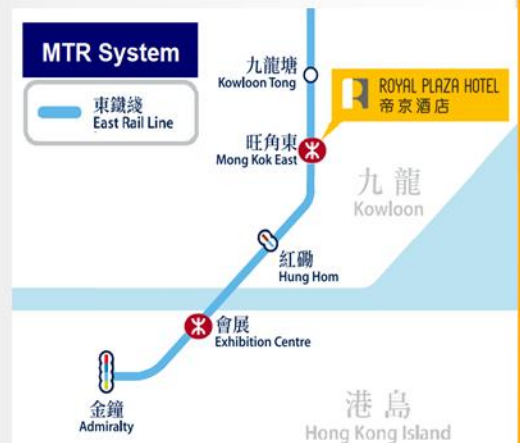 MTR System
東鐵綫
East Rail Line
九龍塘
Kowloon Tong
ROYAL PLAZA HOTEL
帝京酒店
旺角東
Mong Kok East
九龍
Kowloon
紅磡
Hung Hom
會展
Exhibition Centre
金鐘
Admiralty
港島
Hong Kong Island